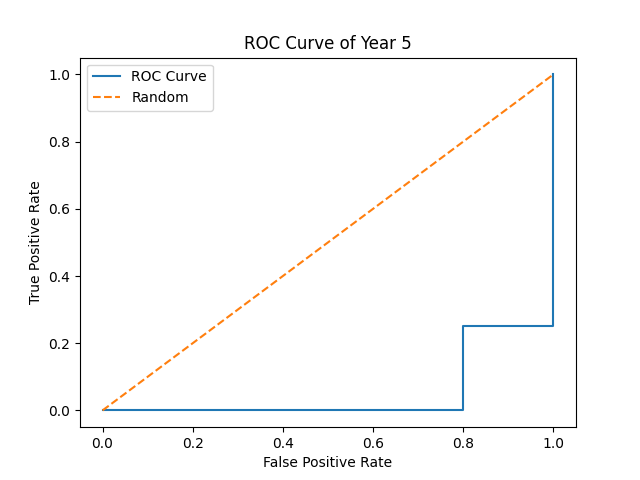 ROC Curve of Year 5
ROC Curve
Random
True Positive Rate
1.0
0.8
0.6
0.4
0.2
0.0
0.0 0.2 0.4 0.6 0.8 1.0
False Positive Rate